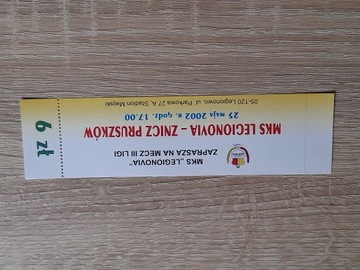 MKS „LEGIONOVIA”
ZAPRASZA NA MECZ III LIGI
MKS LEGIONOVIA – ZNICZ PRUSZKÓW
25 maja 2002 r. godz. 17.00
05-120 Legionowo, ul. Parkowa 27 A, Stadion Miejski
6 zł